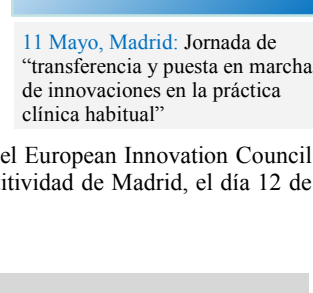 11 Mayo, Madrid: Jornada de
“transferencia y puesta en marcha
de innovaciones en la práctica
clínica habitual”
el European Innovation Council
titividad de Madrid, el día 12 de